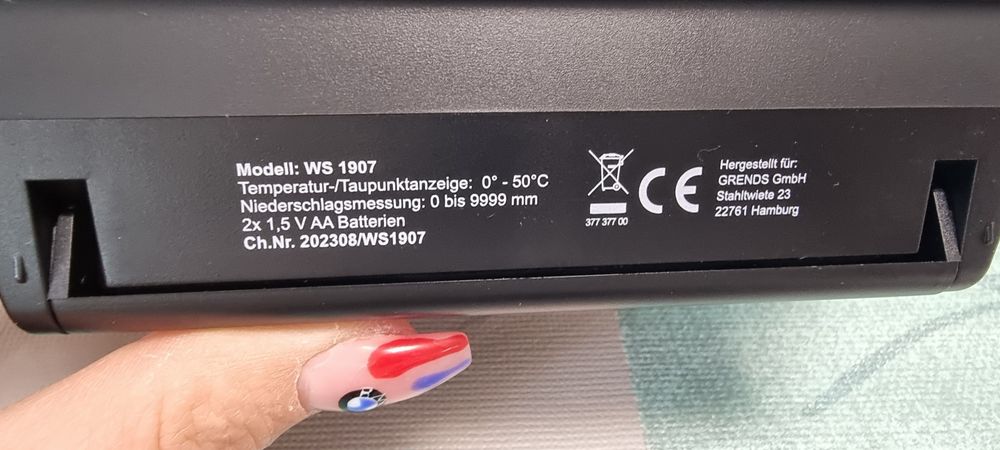 Modell: WS 1907
Temperatur-/Taupunktanzeige: 0° - 50°C
Niederschlagsmessung: 0 bis 9999 mm
2x 1,5 V AA Batterien
Ch.Nr. 202308/WS1907
377 377 00
CE
Hergestellt für:
GRENDS GmbH
Stahltwiete 23
22761 Hamburg